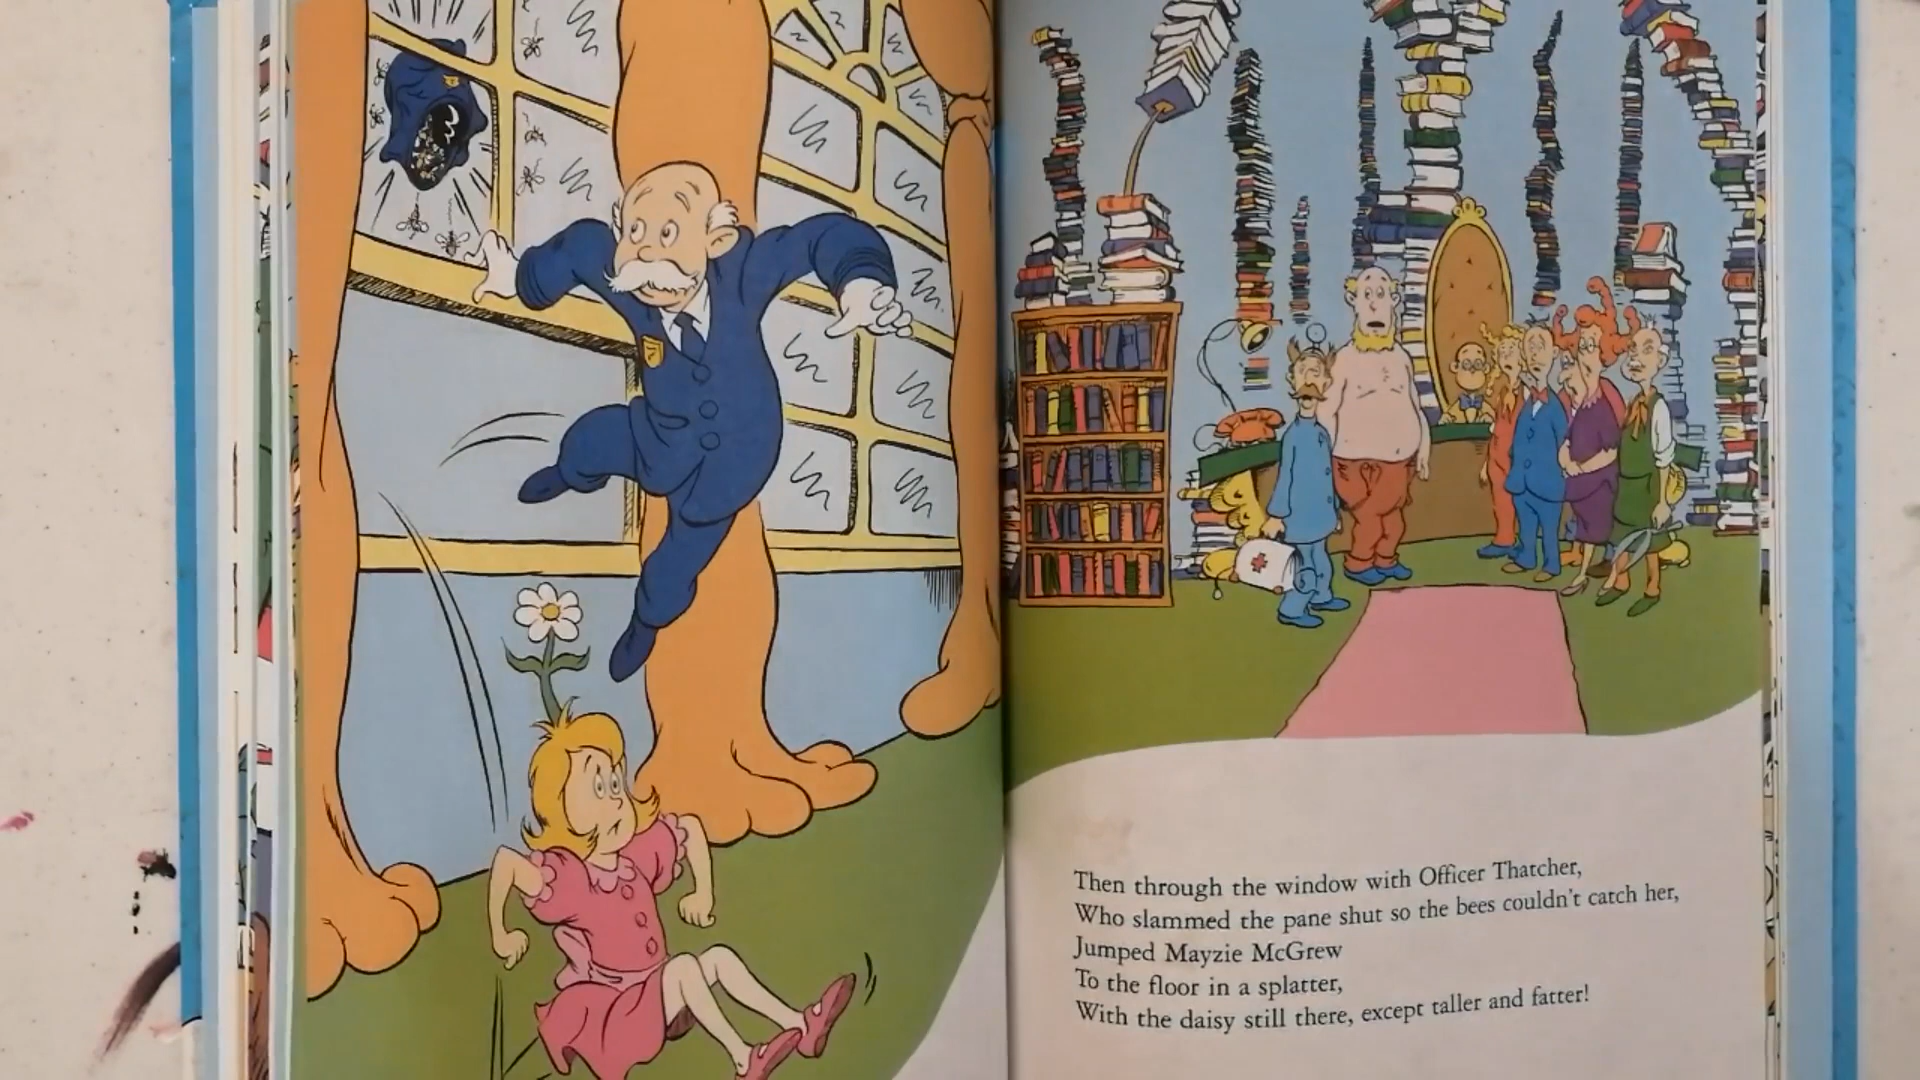 Then through the window with Officer Thatcher,
Who slammed the pane shut so the bees couldn't catch her,
Jumped Mayzie McGrew
To the floor in a splatter,
With the daisy still there, except taller and fatter!